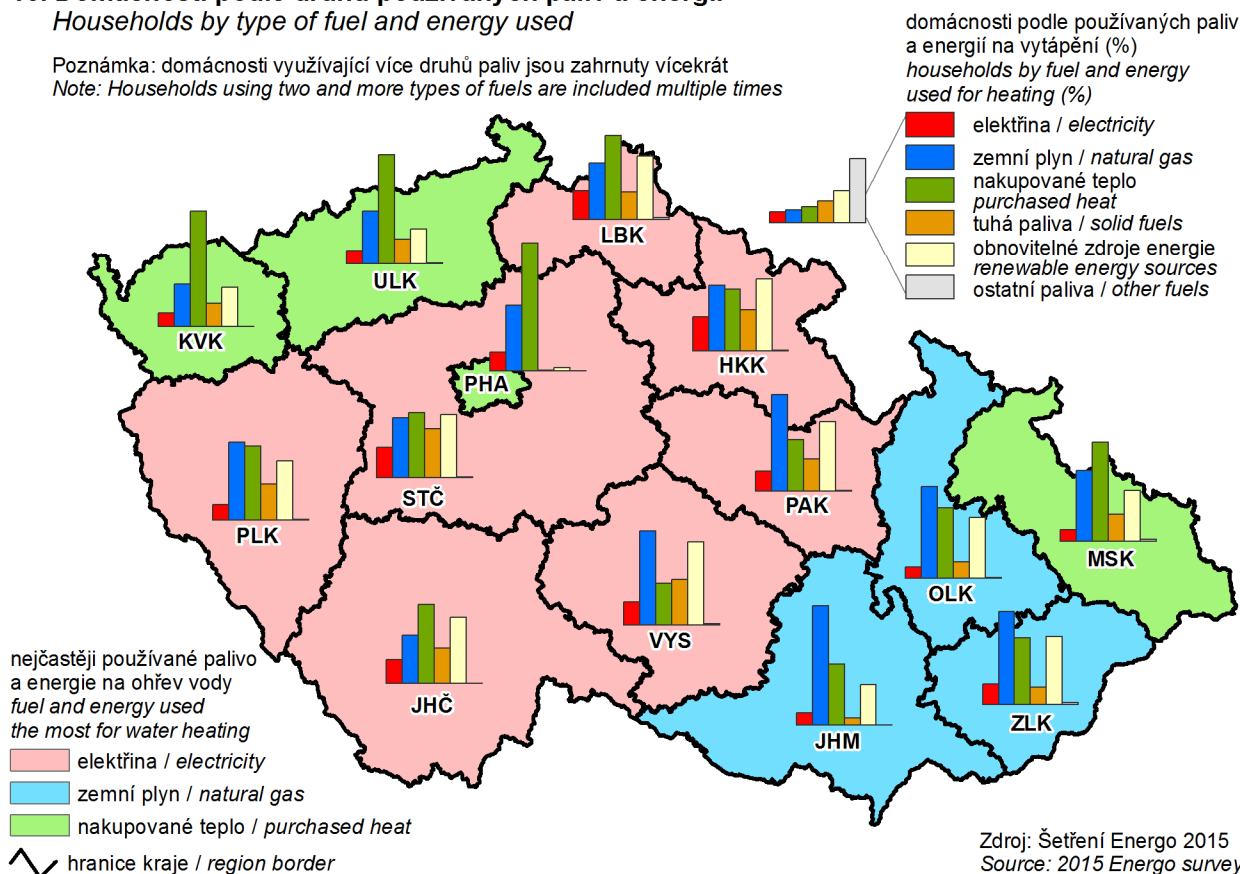 Households by type of fuel and energy used
Poznámka: domácnosti využívající více druhů paliv jsou zahrnuty vícekrát
Note: Households using two and more types of fuels are included multiple times
domácnosti podle používaných paliv
a energií na vytápění (%)
households by fuel and energy
used for heating (%)
elektřina / electricity
zemní plyn / natural gas
nakupované teplo
purchased heat
tuhá paliva / solid fuels
obnovitelné zdroje energie
renewable energy sources
ostatní paliva / other fuels
LBK
ULK
KVK
HKK
PHA
STČ
PAK
PLK
MSK
OLK
VYS
JHČ
ZLK
JHM
nejčastěji používané palivo
a energie na ohřev vody
fuel and energy used
the most for water heating
elektřina / electricity
zemní plyn / natural gas
nakupované teplo / purchased heat
hranice kraje / region border
Zdroj: Šetření Energo 2015
Source: 2015 Energo survey